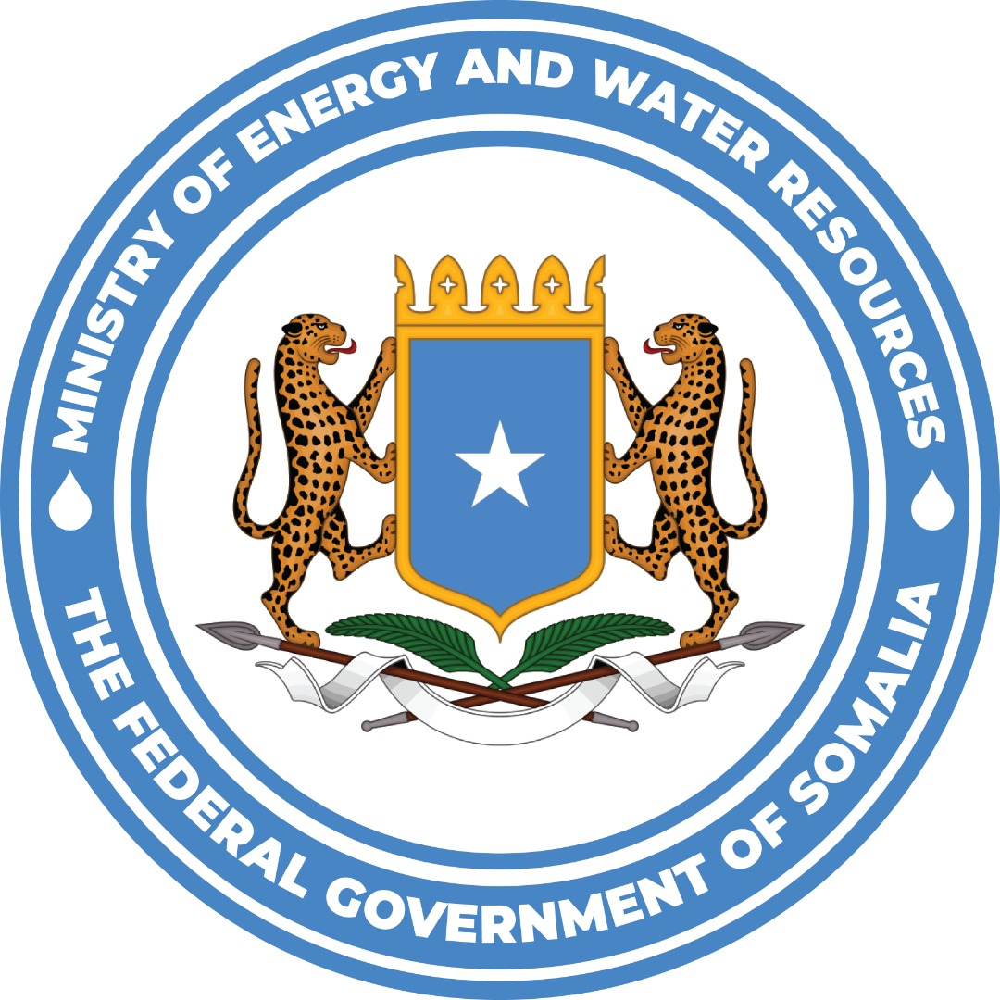 MINISTRY OF ENERGY AND WATER RESOURCES
THE FEDERAL GOVERNMENT OF SOMALIA